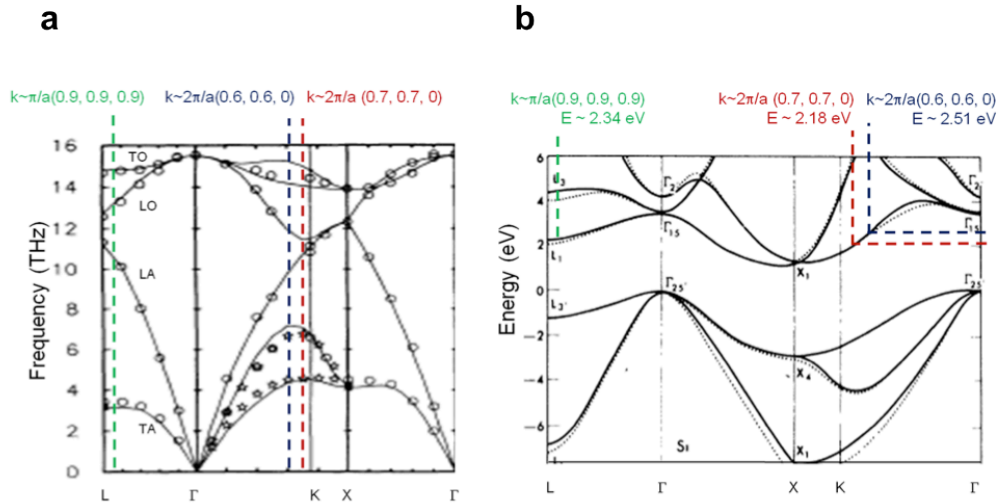 a
b
k~π/a(0.9, 0.9, 0.9) k~2π/a(0.6, 0.6, 0) k~2π/a (0.7, 0.7, 0)
k~π/a(0.9, 0.9, 0.9)
E ~ 2.34 eV
k~2π/a (0.7, 0.7, 0)
E ~ 2.18 eV
k~2π/a(0.6, 0.6, 0)
E ~ 2.51 eV
Frequency (THz)
16
14
12
10
8
6
4
2
0
TO
LO
LA
TA
L Γ K X Γ
Energy (eV)
6
4
2
0
−2
−4
−6
L3
L1
L3'
Γ2'
Γ15
Γ25'
X1
X4
X1
Γ2'
Γ15
Γ25'
Si
L Γ X K Γ